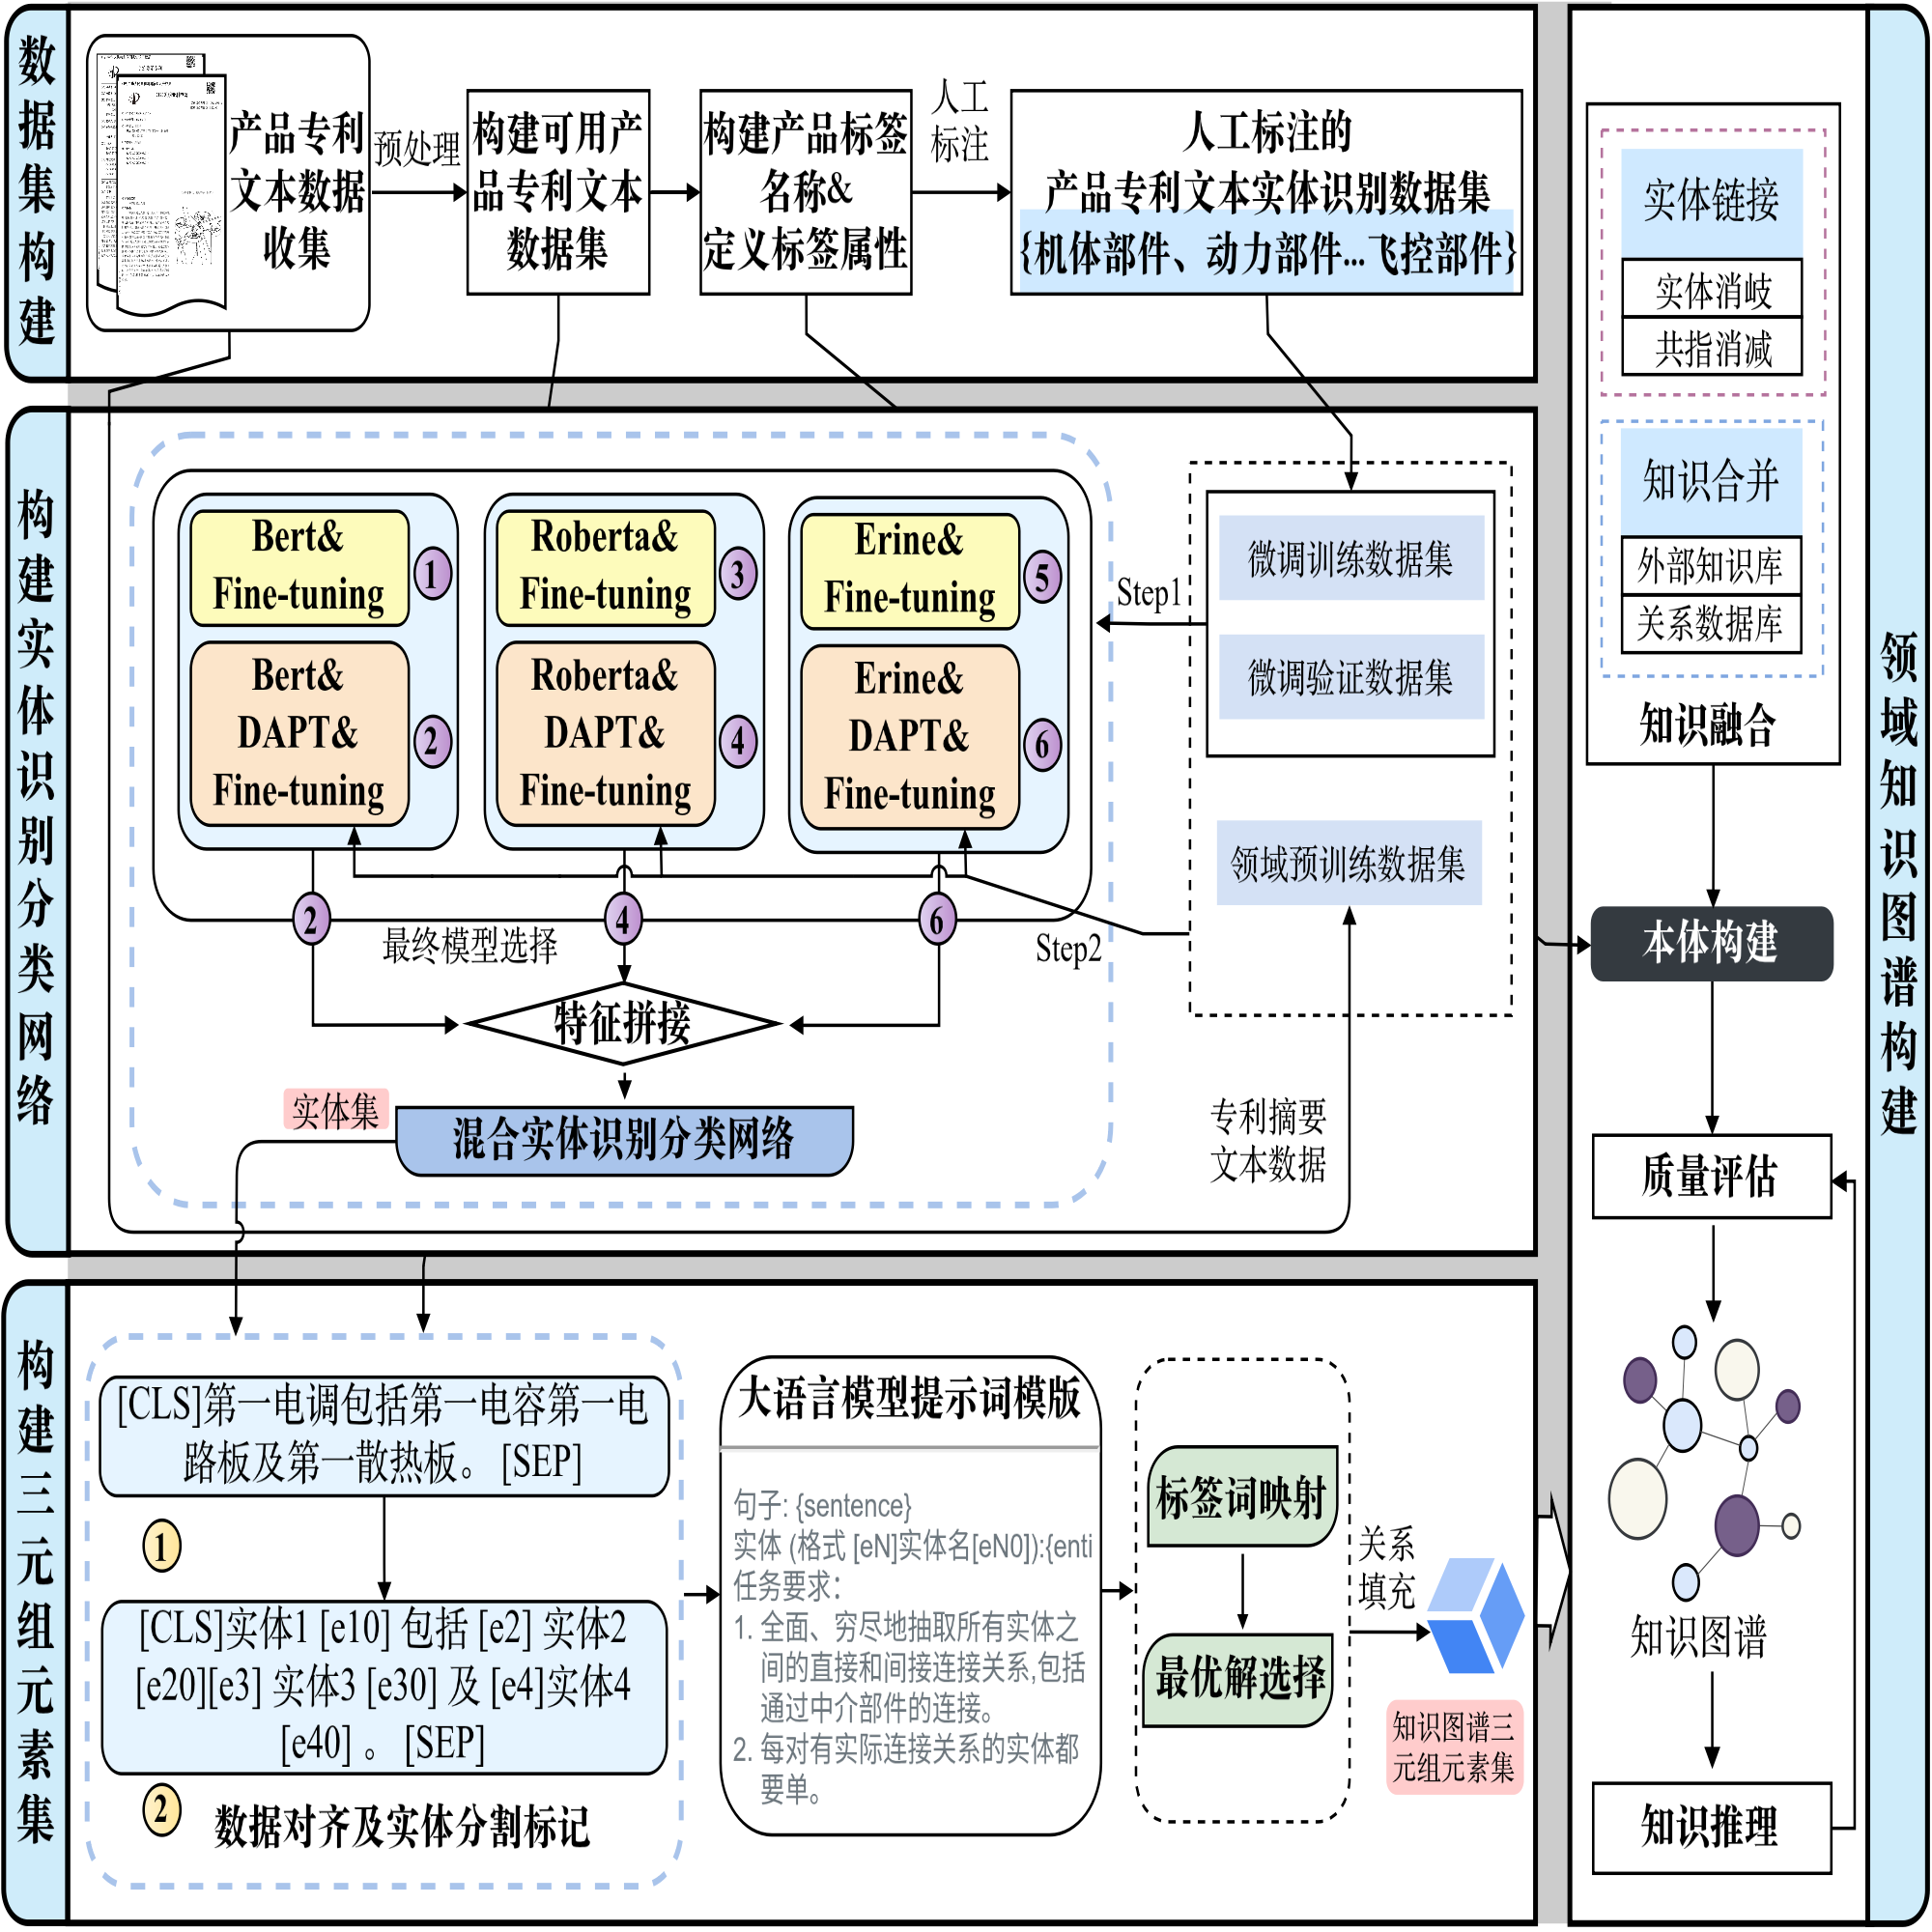 数据集构建
产品专利
文本数据
收集
预处理
构建可用产
品专利文本
数据集
构建产品标签
名称&
定义标签属性
人工
标注
人工标注的
产品专利文本实体识别数据集
{机体部件、动力部件...飞控部件}
构建实体识别分类网络
Bert&
Fine-tuning
1
Bert&
DAPT&
Fine-tuning
2
Roberta&
Fine-tuning
3
Roberta&
DAPT&
Fine-tuning
4
Erine&
Fine-tuning
5
Erine&
DAPT&
Fine-tuning
6
Step1
微调训练数据集
微调验证数据集
领域预训练数据集
2
4
6
最终模型选择
Step2
特征拼接
实体集
混合实体识别分类网络
专利摘要
文本数据
构建三元组元素集
[CLS]第一电调包括第一电容第一电
路板及第一散热板。 [SEP]
1
[CLS]实体1 [e10] 包括 [e2] 实体2
[e20][e3] 实体3 [e30] 及 [e4]实体4
[e40] 。 [SEP]
2
数据对齐及实体分割标记
大语言模型提示词模版
句子: {sentence}
实体 (格式 [eN]实体名[eN0]):{enti
任务要求：
1. 全面、穷尽地抽取所有实体之
间的直接和间接连接关系,包括
通过中介部件的连接。
2. 每对有实际连接关系的实体都
要单。
标签词映射
最优解选择
关系
填充
知识图谱三
元组元素集
实体链接
实体消歧
共指消减
知识合并
外部知识库
关系数据库
知识融合
本体构建
质量评估
知识图谱
知识推理
领域知识图谱构建